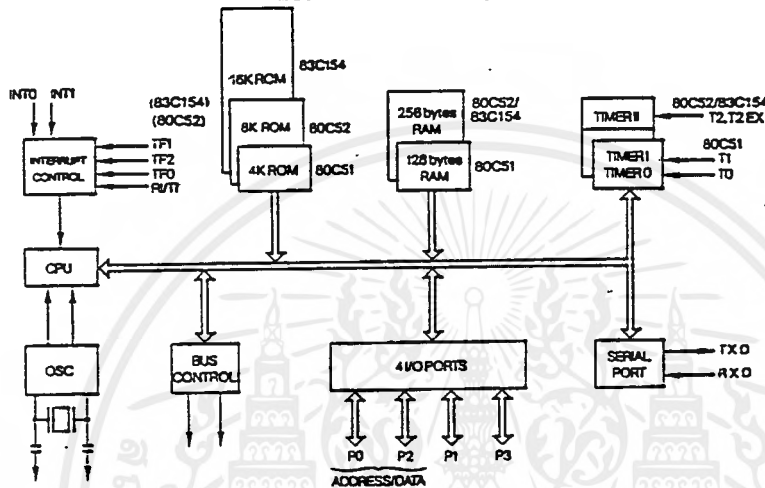 INT0 INT1
(83C154)
(80C52)
INTERRUPT
CONTROL
TF1
TF2
TF0
RI/TI
16K ROM
83C154
8K ROM
80C52
4K ROM
80C51
256 bytes
RAM
80C52/
83C154
128 bytes
RAM
80C51
TIMER II
80C52/83C154
T2, T2 EX
TIMER I
TIMER 0
80C51
T1
T0
CPU
OSC
BUS
CONTROL
4 I/O PORTS
SERIAL
PORT
TXD
RXD
P0 P2 P1 P3
ADDRESS/DATA